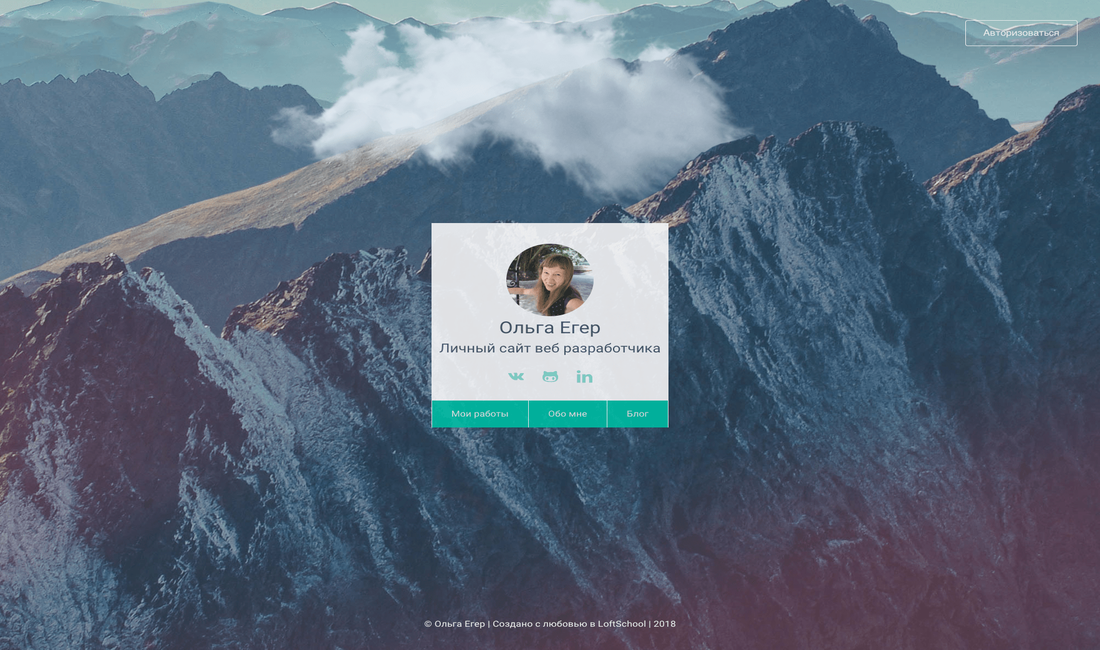 Авторизоваться
Ольга Егер
Личный сайт веб разработчика
Мои работы
Обо мне
Блог
© Ольга Егер | Создано с любовью в LoftSchool | 2018